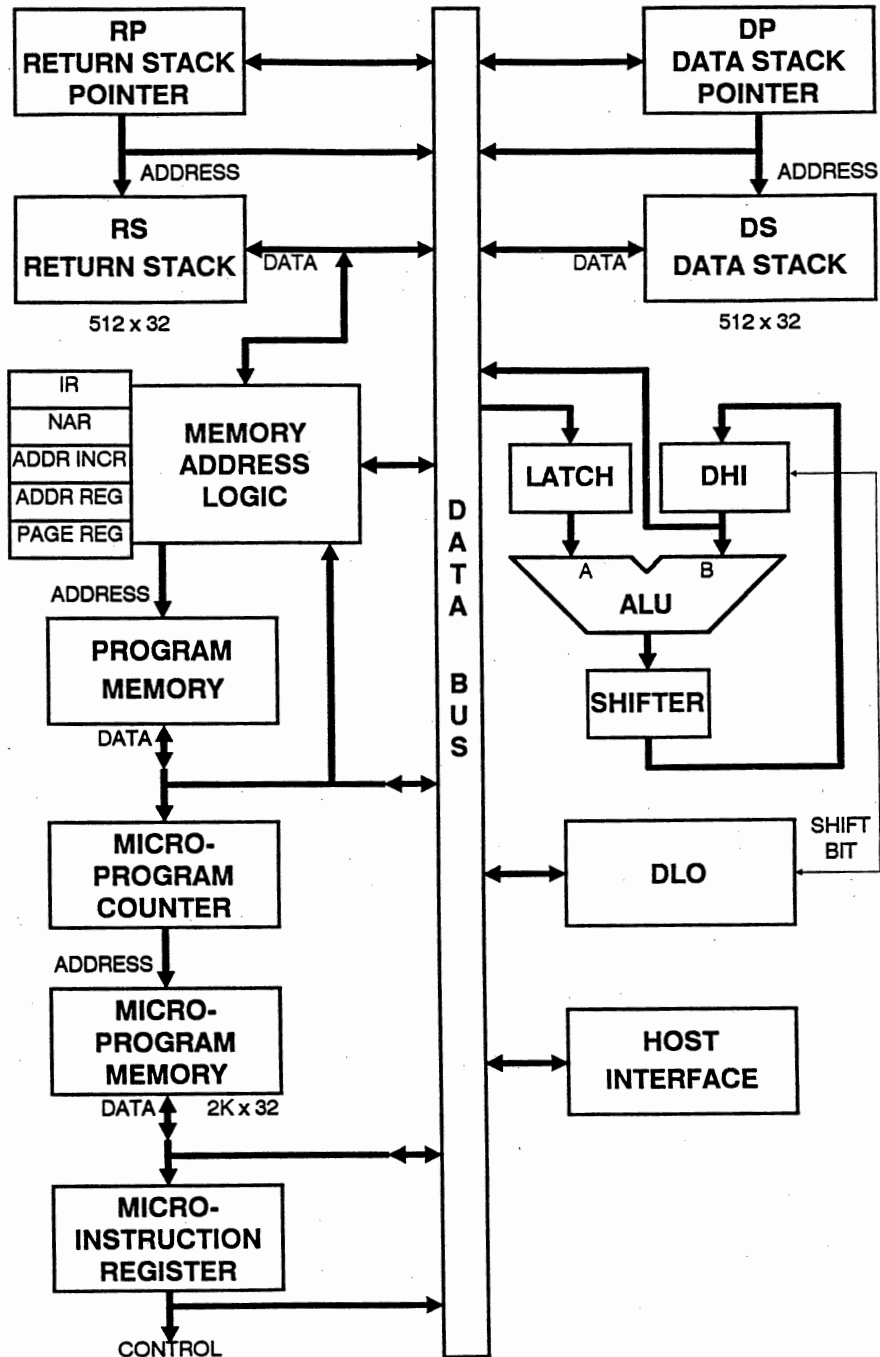 RP
RETURN STACK
POINTER
ADDRESS
RS
RETURN STACK
DATA
512 x 32
IR
NAR
ADDR INCR
ADDR REG
PAGE REG
MEMORY
ADDRESS
LOGIC
ADDRESS
PROGRAM
MEMORY
DATA
MICRO-
PROGRAM
COUNTER
ADDRESS
MICRO-
PROGRAM
MEMORY
DATA
2K x 32
MICRO-
INSTRUCTION
REGISTER
CONTROL
DATA
BUS
DP
DATA STACK
POINTER
ADDRESS
DS
DATA STACK
DATA
512 x 32
LATCH
DHI
A
B
ALU
SHIFTER
SHIFT
BIT
DLO
HOST
INTERFACE